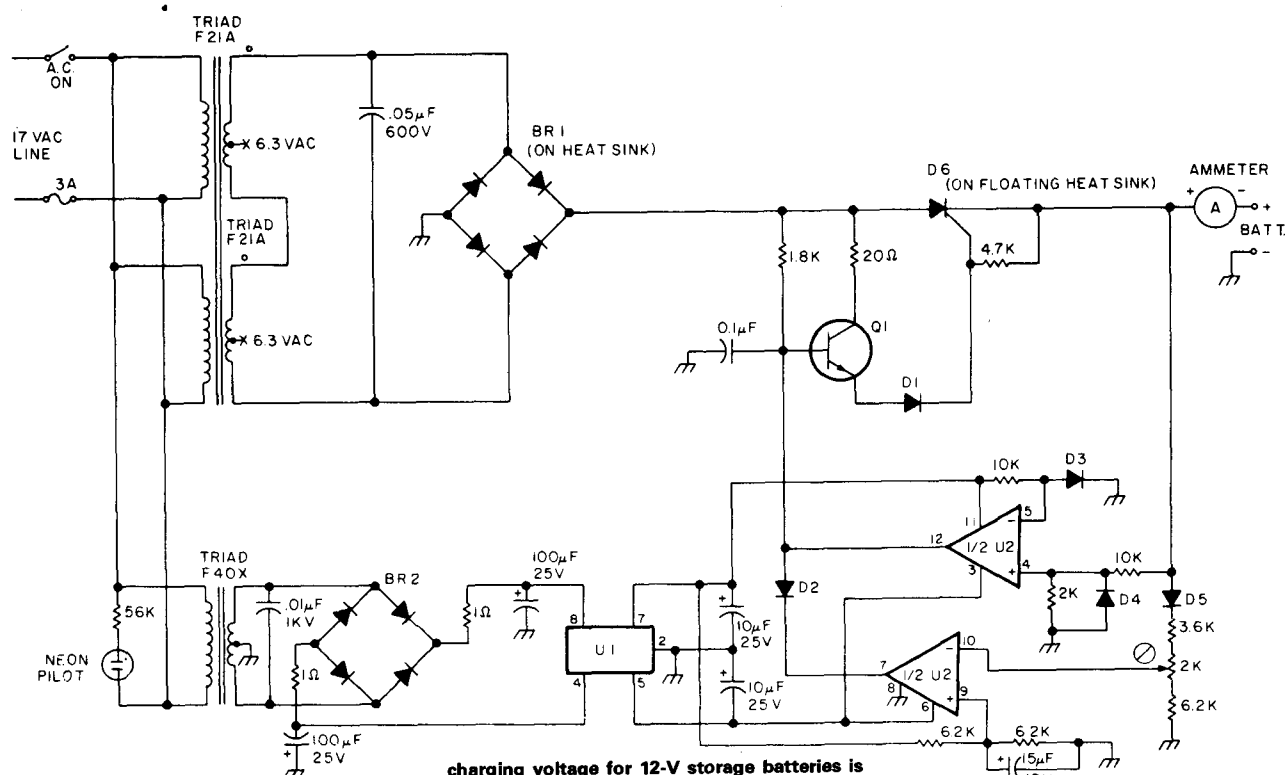 TRIAD
F21A
A.C.
ON
17 VAC
LINE
3A
X 6.3 VAC
.05µF
600V
BR 1
(ON HEAT SINK)
TRIAD
F21A
X 6.3 VAC
D6
(ON FLOATING HEAT SINK)
AMMETER
+ A -
+
BATT.
-
1.8K
20Ω
4.7K
0.1µF
Q1
D1
10K
D3
11
5
-
12
1/2 U2
3
+
4
10K
2K
D4
D5
D2
3.6K
2K
6.2K
TRIAD
F40X
56K
NEON
PILOT
.01µF
1KV
BR2
1Ω
1Ω
100µF
25V
+
8
7
U1
2
4
5
+
10µF
25V
+
10µF
25V
100µF
25V
+
7
8
1/2 U2
-
10
+
9
6
6.2K
6.2K
+
15µF
charging voltage for 12-V storage batteries is